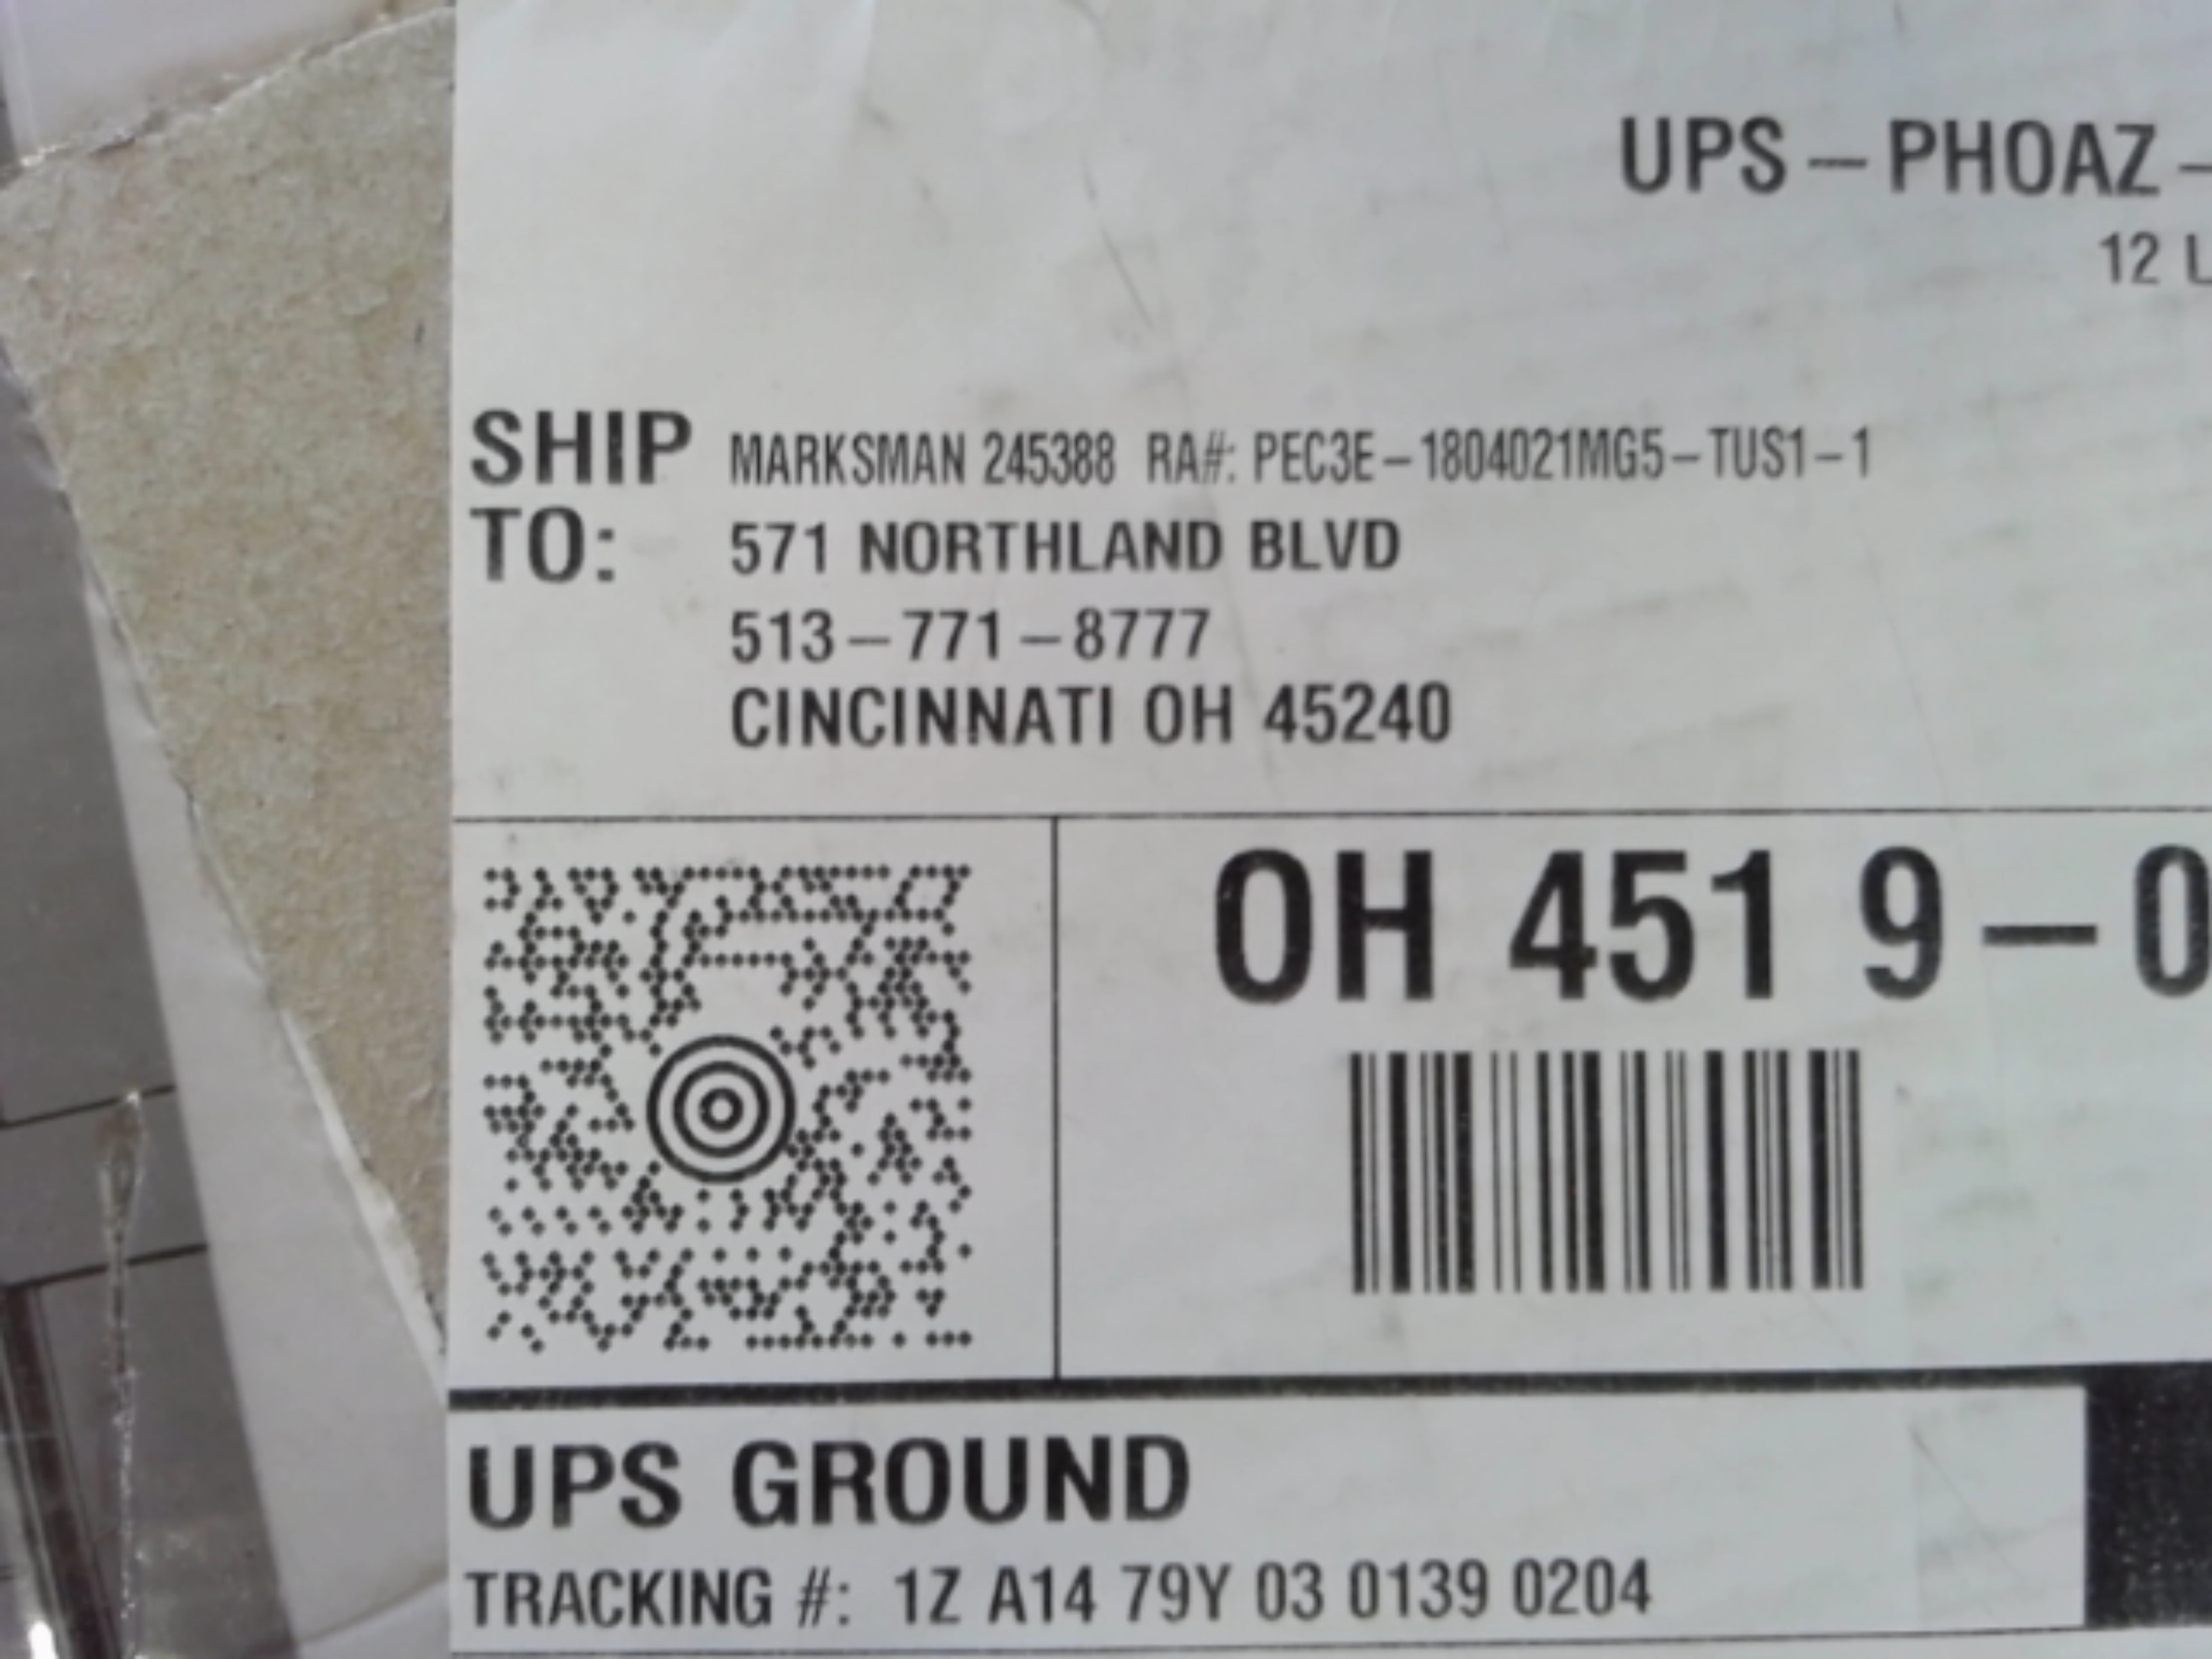 UPS - PHOAZ -
12 L
SHIP TO:
MARKSMAN 245388 RA#: PEC3E-1804021MG5-TUS1-1
571 NORTHLAND BLVD
513-771-8777
CINCINNATI OH 45240
OH 451 9-0
UPS GROUND
TRACKING #: 1Z A14 79Y 03 0139 0204